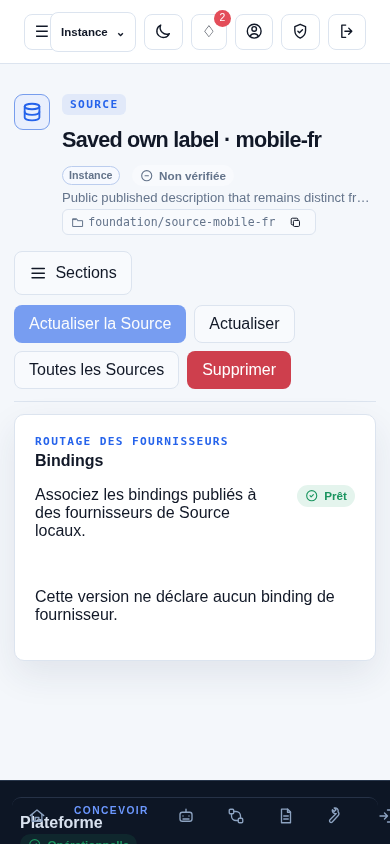 Instance
2
SOURCE
Saved own label · mobile-fr
Instance
Non vérifiée
Public published description that remains distinct fr…
foundation/source-mobile-fr
Sections
Actualiser la Source
Actualiser
Toutes les Sources
Supprimer
ROUTAGE DES FOURNISSEURS
Bindings
Associez les bindings publiés à
des fournisseurs de Source
locaux.
Prêt
Cette version ne déclare aucun binding de
fournisseur.
CONCEVOIR
Plateforme
Opérationnelle